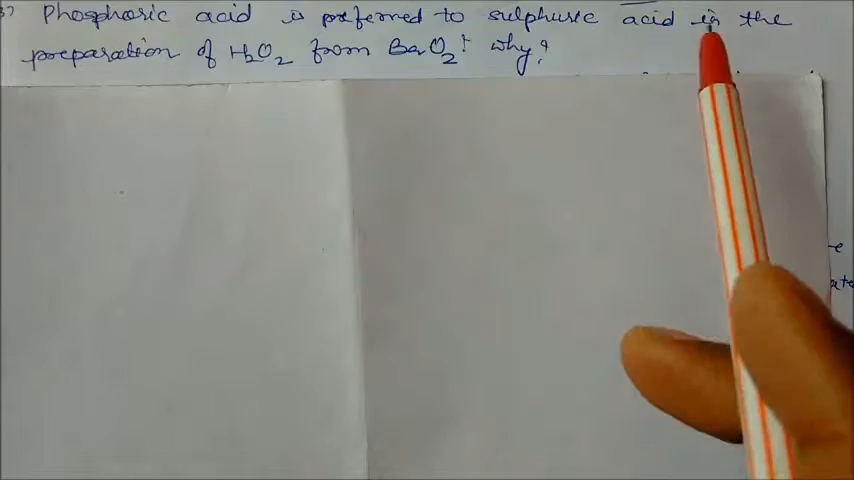 Phosphoric acid is preferred to sulphuric acid in the
preparation of H₂O₂ from BaO₂? why?